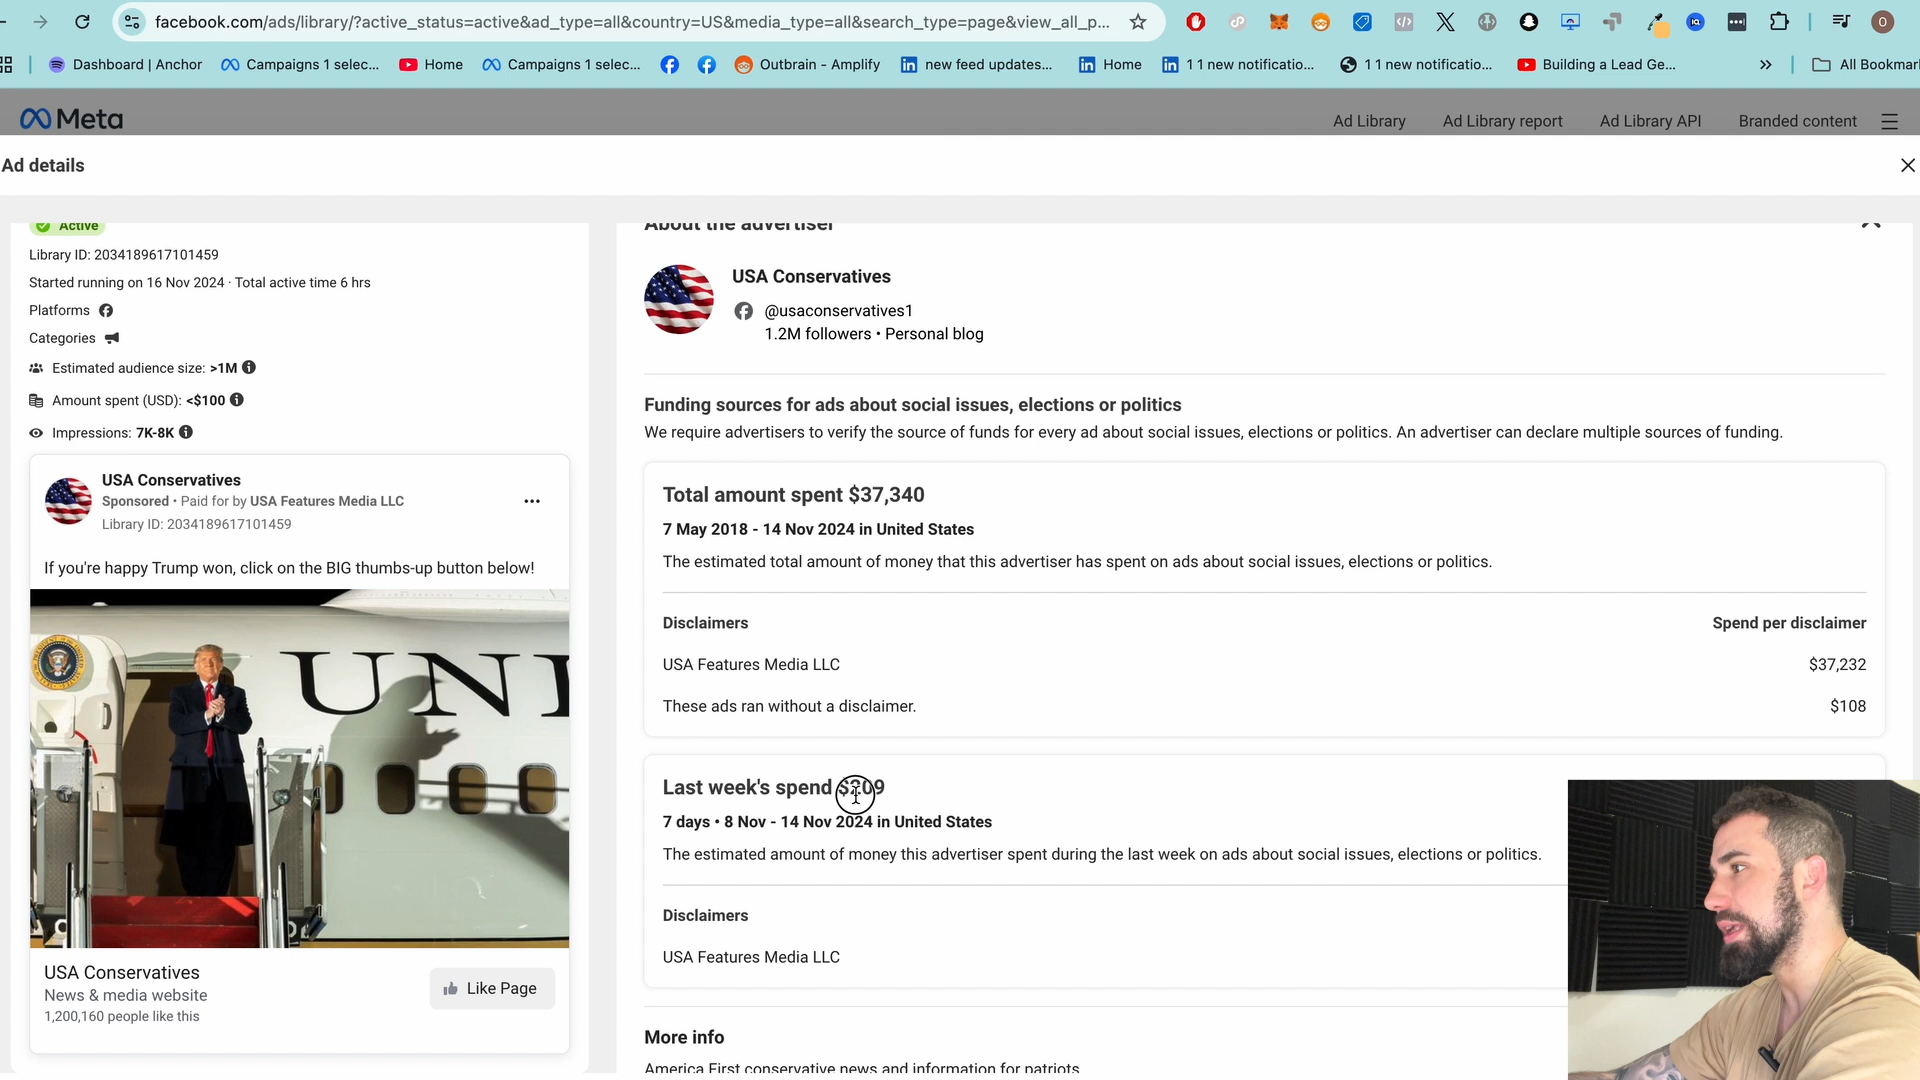 facebook.com/ads/library/?active_status=active&ad_type=all&country=US&media_type=all&search_type=page&view_all_p...
O
Dashboard | Anchor
Campaigns 1 selec...
Home
Campaigns 1 selec...
Outbrain - Amplify
new feed updates...
Home
1 1 new notificatio...
1 1 new notificatio...
Building a Lead Ge...
All Bookmar
Meta
Ad Library
Ad Library report
Ad Library API
Branded content
Ad details
Active
Library ID: 2034189617101459
Started running on 16 Nov 2024 · Total active time 6 hrs
Platforms
Categories
Estimated audience size: >1M
Amount spent (USD): <$100
Impressions: 7K-8K
USA Conservatives
Sponsored • Paid for by USA Features Media LLC
Library ID: 2034189617101459
If you're happy Trump won, click on the BIG thumbs-up button below!
UNI
USA Conservatives
News & media website
1,200,160 people like this
Like Page
About the advertiser
USA Conservatives
@usaconservatives1
1.2M followers • Personal blog
Funding sources for ads about social issues, elections or politics
We require advertisers to verify the source of funds for every ad about social issues, elections or politics. An advertiser can declare multiple sources of funding.
Total amount spent $37,340
7 May 2018 - 14 Nov 2024 in United States
The estimated total amount of money that this advertiser has spent on ads about social issues, elections or politics.
Disclaimers
Spend per disclaimer
USA Features Media LLC
$37,232
These ads ran without a disclaimer.
$108
Last week's spend
7 days • 8 Nov - 14 Nov 2024 in United States
The estimated amount of money this advertiser spent during the last week on ads about social issues, elections or politics.
Disclaimers
USA Features Media LLC
More info
America First conservative news and information for patriots